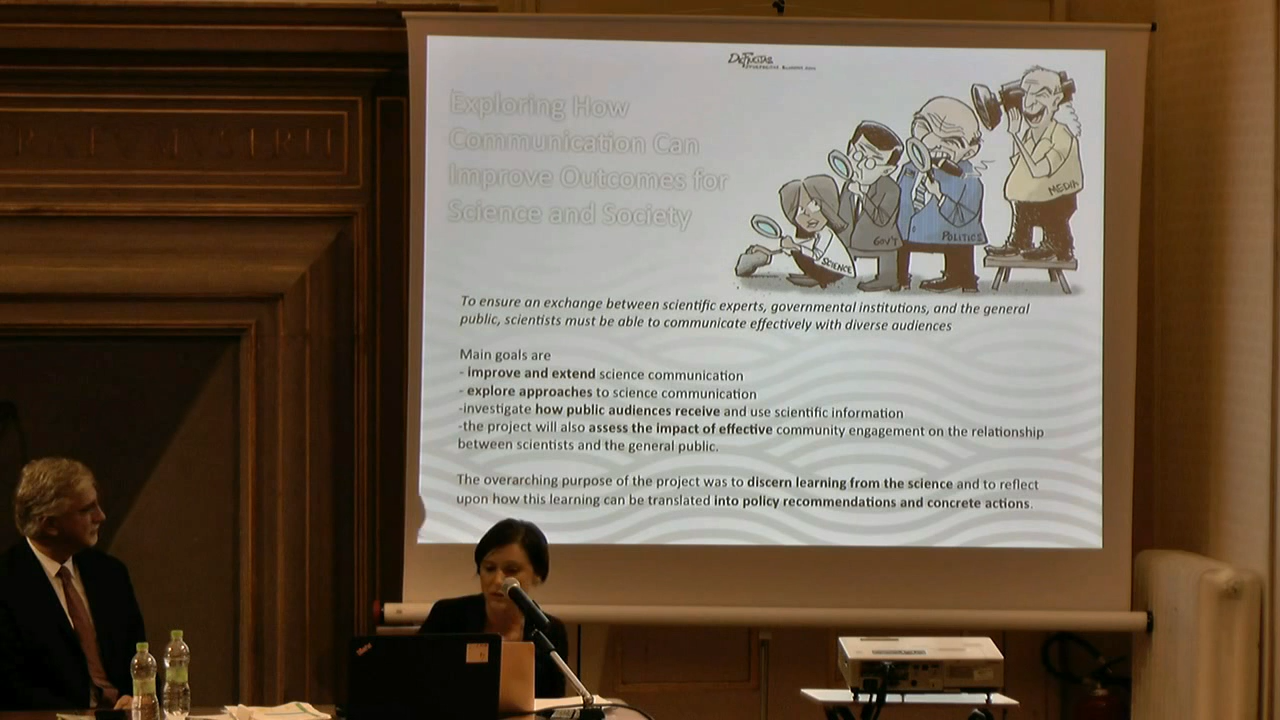 Exploring How
Communication Can
Improve Outcomes for
Science and Society
SCIENCE
GOV'T
POLITICS
MEDIA
To ensure an exchange between scientific experts, governmental institutions, and the general
public, scientists must be able to communicate effectively with diverse audiences
Main goals are
- improve and extend science communication
- explore approaches to science communication
-investigate how public audiences receive and use scientific information
-the project will also assess the impact of effective community engagement on the relationship
between scientists and the general public.
The overarching purpose of the project was to discern learning from the science and to reflect
upon how this learning can be translated into policy recommendations and concrete actions.